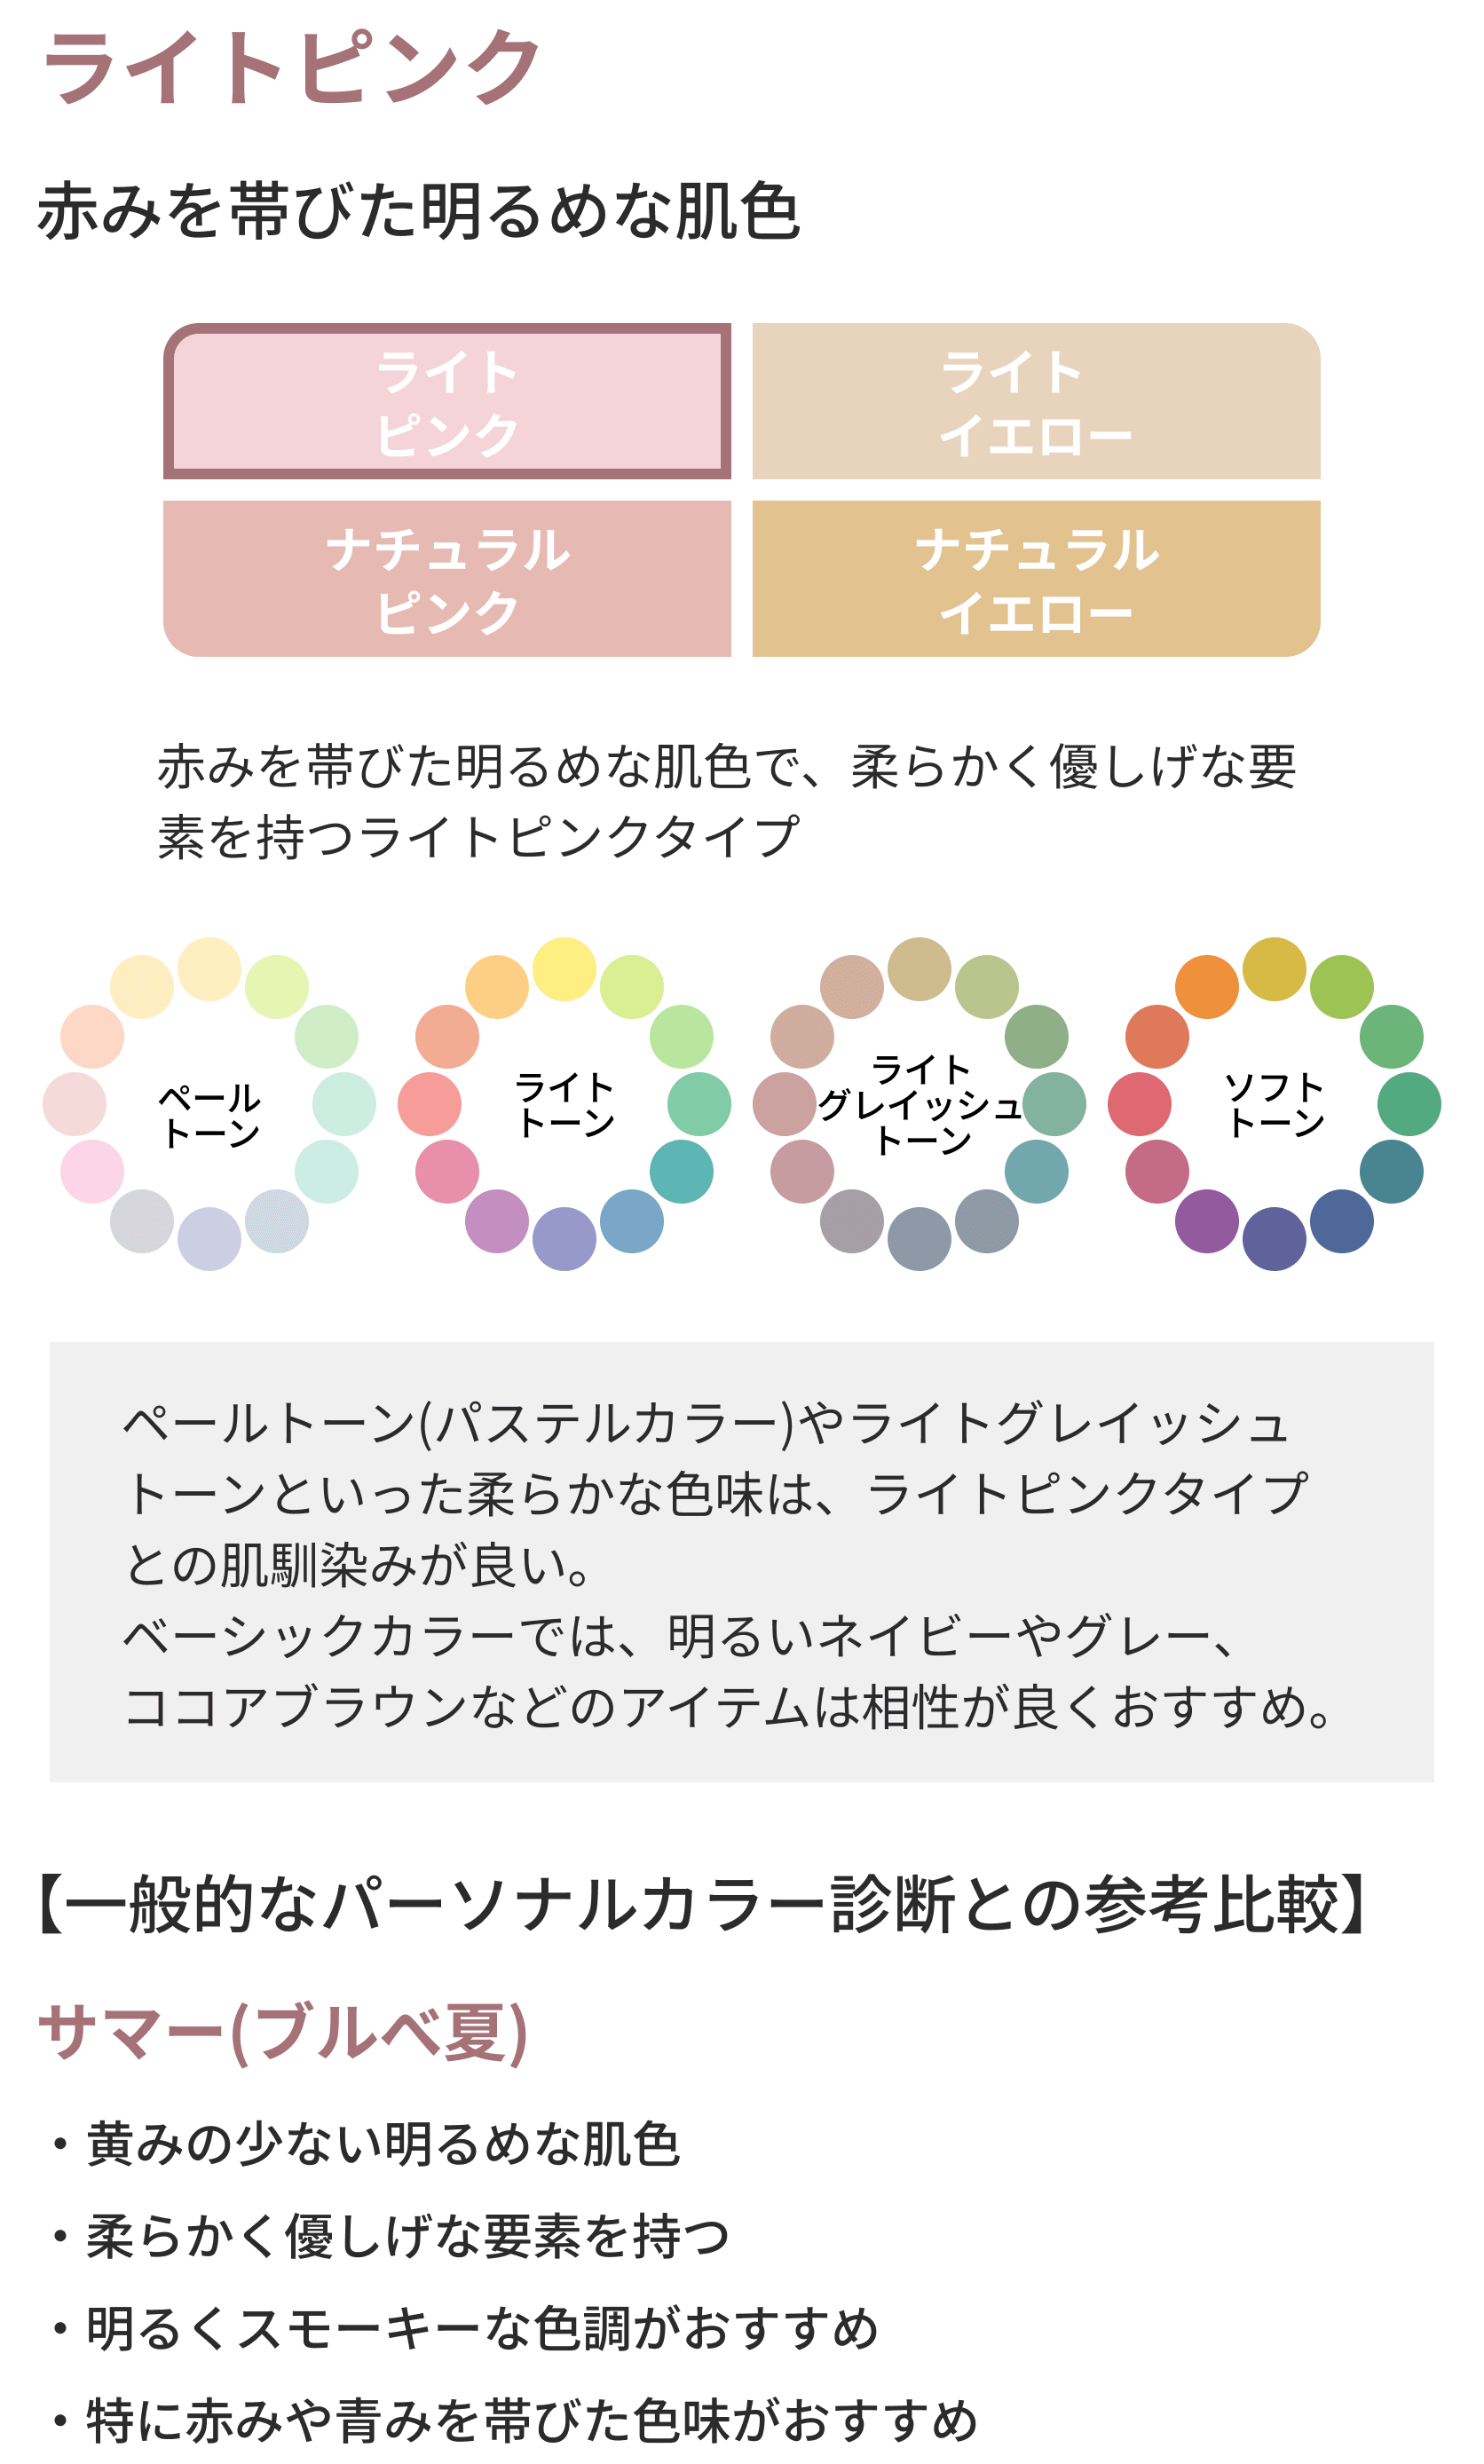 ライトピンク
赤みを帯びた明るめな肌色
ライト
ピンク
ライト
イエロー
ナチュラル
ピンク
ナチュラル
イエロー
赤みを帯びた明るめな肌色で、柔らかく優しげな要
素を持つライトピンクタイプ
ペール
トーン
ライト
トーン
ライト
グレイッシュ
トーン
ソフト
トーン
ペールトーン(パステルカラー)やライトグレイッシュ
トーンといった柔らかな色味は、ライトピンクタイプ
との肌馴染みが良い。
ベーシックカラーでは、明るいネイビーやグレー、
ココアブラウンなどのアイテムは相性が良くおすすめ。
【一般的なパーソナルカラー診断との参考比較】
サマー(ブルベ夏)
・黄みの少ない明るめな肌色
・柔らかく優しげな要素を持つ
・明るくスモーキーな色調がおすすめ
・特に赤みや青みを帯びた色味がおすすめ